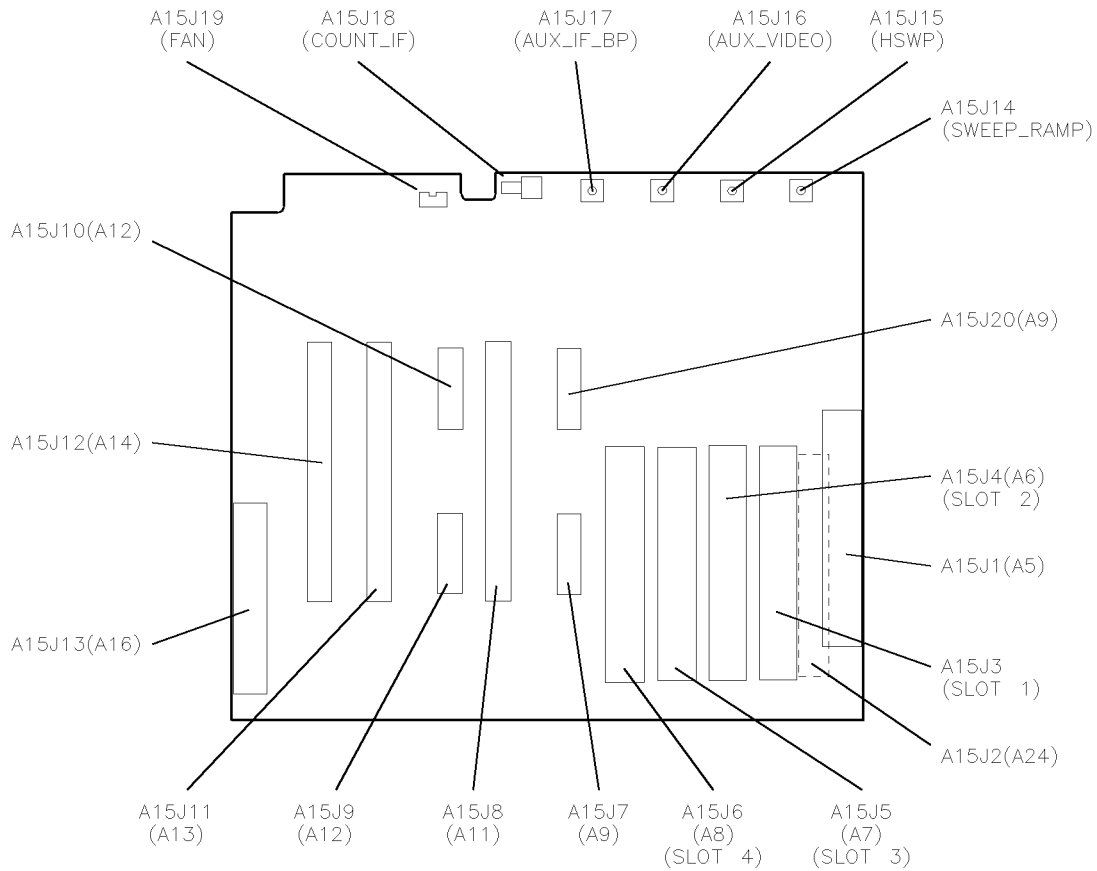 A15J19
(FAN)
A15J18
(COUNT_IF)
A15J17
(AUX_IF_BP)
A15J16
(AUX_VIDEO)
A15J15
(HSWP)
A15J14
(SWEEP_RAMP)
A15J10(A12)
A15J20(A9)
A15J12(A14)
A15J4(A6)
(SLOT 2)
A15J1(A5)
A15J13(A16)
A15J3
(SLOT 1)
A15J2(A24)
A15J11
(A13)
A15J9
(A12)
A15J8
(A11)
A15J7
(A9)
A15J6
(A8)
(SLOT 4)
A15J5
(A7)
(SLOT 3)